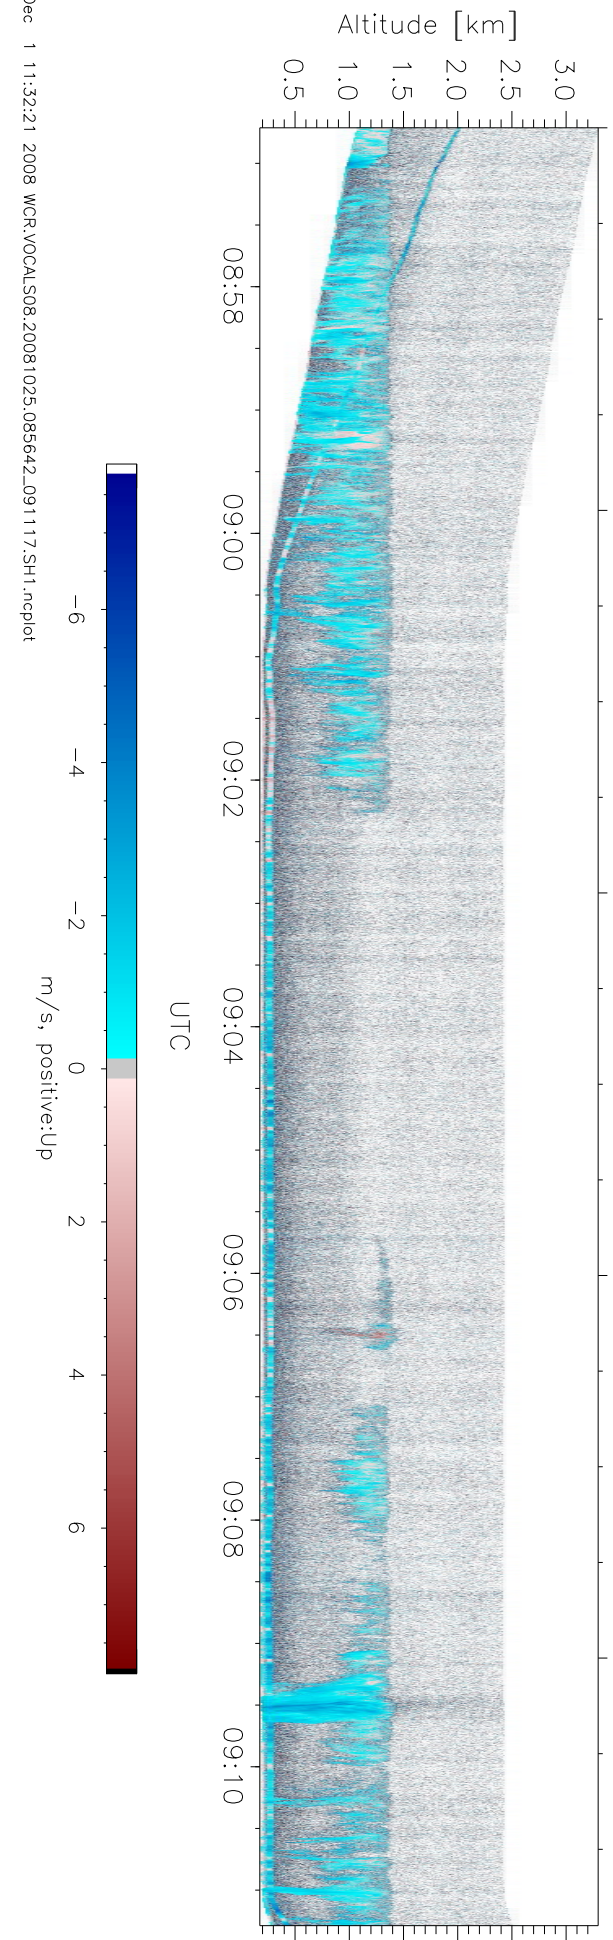 Altitude [km]
0.5 1.0 1.5 2.0 2.5 3.0
08:58 09:00 09:02 09:04 09:06 09:08 09:10
UTC
-6 -4 -2 0 2 4 6
m/s, positive:Up
1 11:32:21 2008 WCR.VOCALS08.20081025.085642_091117.SH1.ncplot